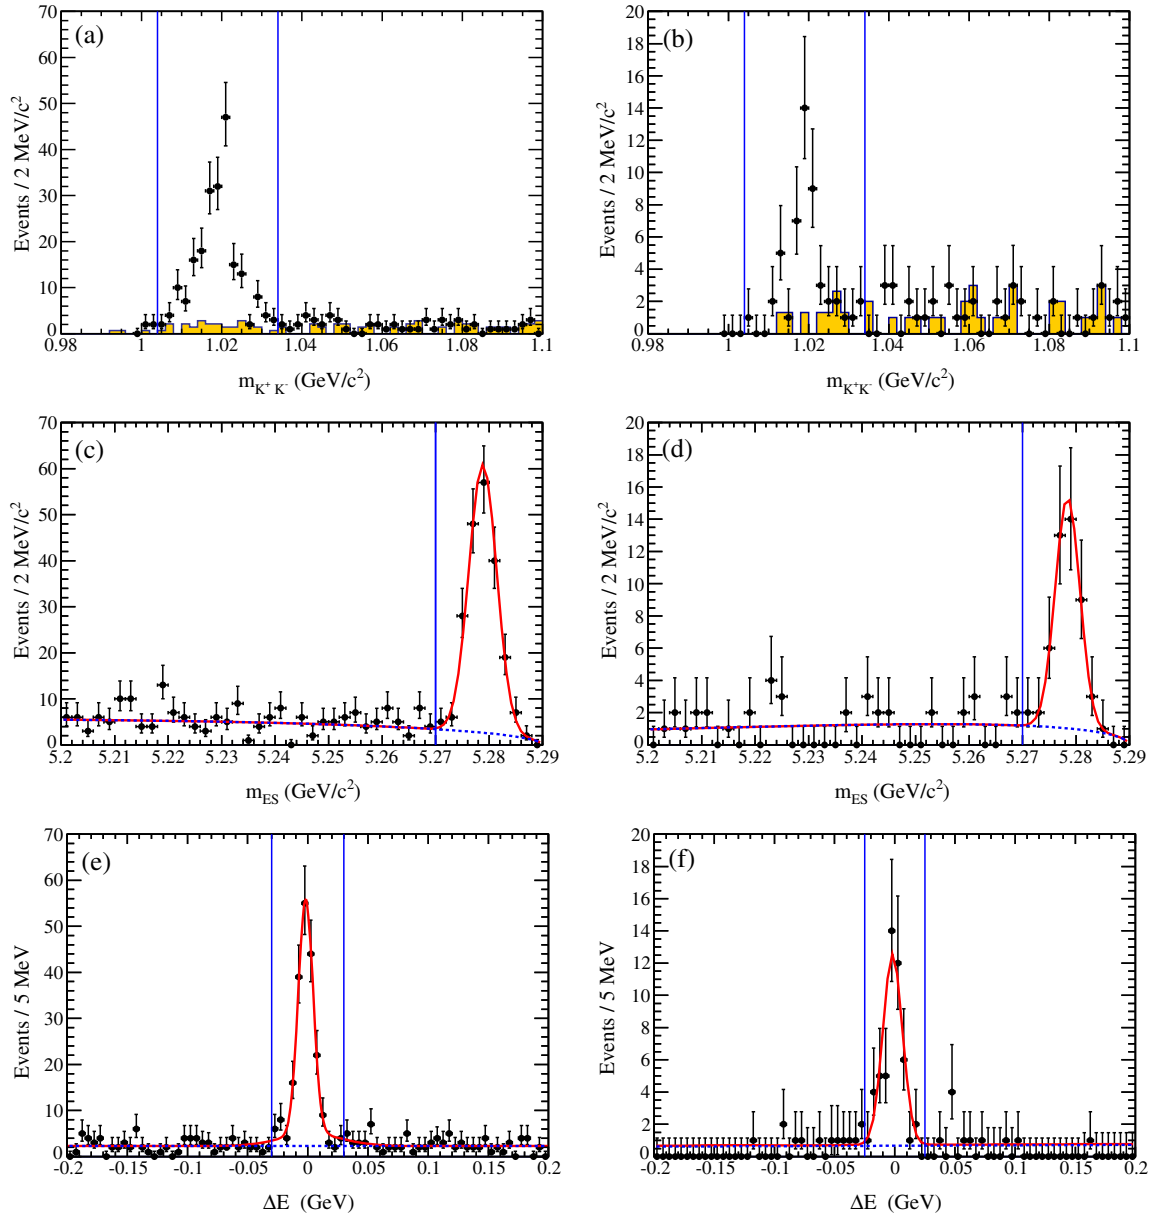 (a)
Events / 2 MeV/c²
70
60
50
40
30
20
10
0
0.98 1 1.02 1.04 1.06 1.08 1.1
m_{K⁺ K⁻} (GeV/c²)
(b)
Events / 2 MeV/c²
20
18
16
14
12
10
8
6
4
2
0
0.98 1 1.02 1.04 1.06 1.08 1.1
m_{K⁺K⁻} (GeV/c²)
(c)
Events / 2 MeV/c²
70
60
50
40
30
20
10
0
5.2 5.21 5.22 5.23 5.24 5.25 5.26 5.27 5.28 5.29
m_{ES} (GeV/c²)
(d)
Events / 2 MeV/c²
20
18
16
14
12
10
8
6
4
2
0
5.2 5.21 5.22 5.23 5.24 5.25 5.26 5.27 5.28 5.29
m_{ES} (GeV/c²)
(e)
Events / 5 MeV
70
60
50
40
30
20
10
0
-0.2 -0.15 -0.1 -0.05 0 0.05 0.1 0.15 0.2
ΔE (GeV)
(f)
Events / 5 MeV
20
18
16
14
12
10
8
6
4
2
0
-0.2 -0.15 -0.1 -0.05 0 0.05 0.1 0.15 0.2
ΔE (GeV)